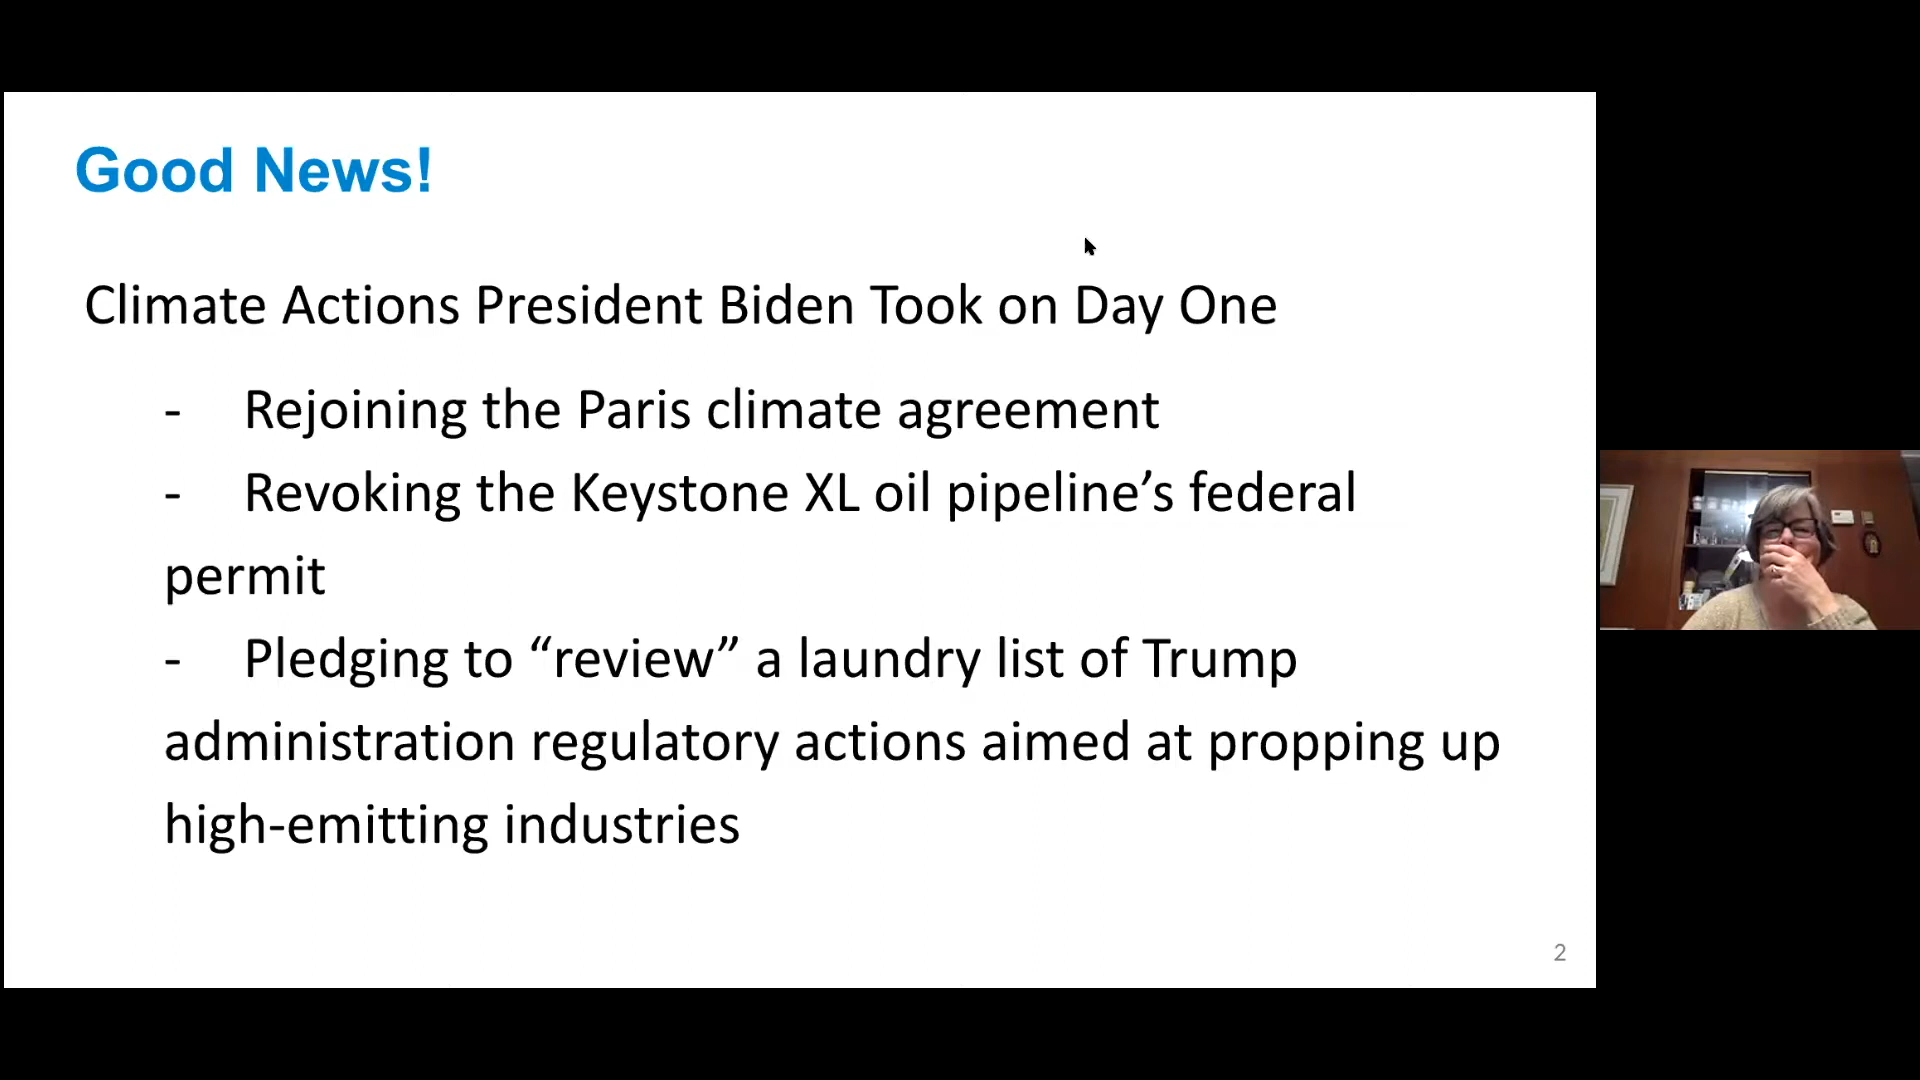 Good News!
Climate Actions President Biden Took on Day One
- Rejoining the Paris climate agreement
- Revoking the Keystone XL oil pipeline’s federal
permit
- Pledging to “review” a laundry list of Trump
administration regulatory actions aimed at propping up
high-emitting industries
2